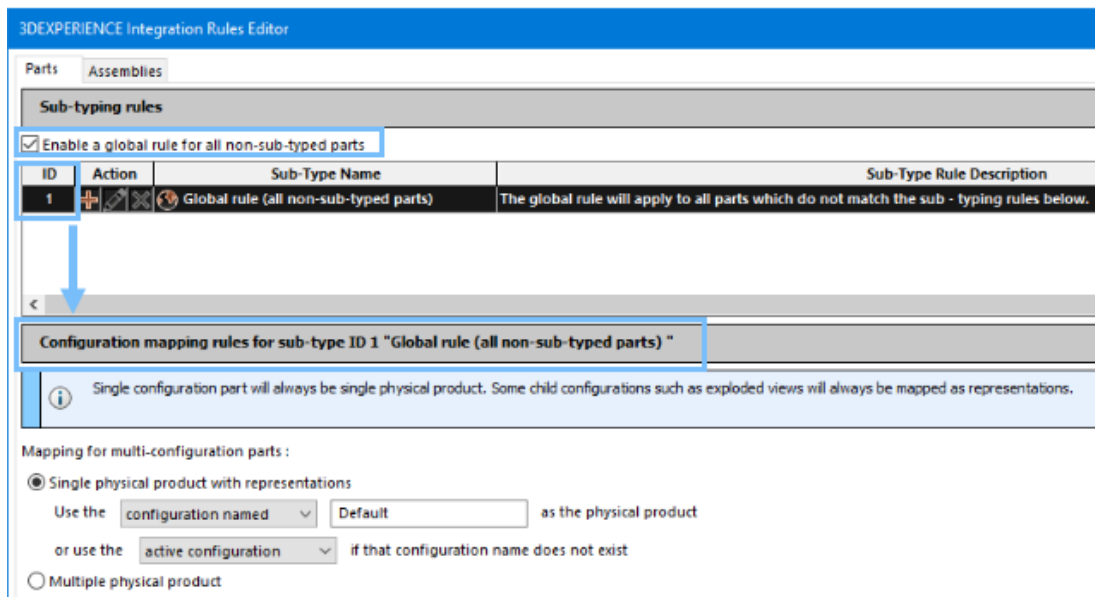 3DEXPERIENCE Integration Rules Editor
Parts Assemblies
Sub-typing rules
Enable a global rule for all non-sub-typed parts
ID Action Sub-Type Name Sub-Type Rule Description
1 Global rule (all non-sub-typed parts) The global rule will apply to all parts which do not match the sub - typing rules below.
Configuration mapping rules for sub-type ID 1 "Global rule (all non-sub-typed parts) "
Single configuration part will always be single physical product. Some child configurations such as exploded views will always be mapped as representations.
Mapping for multi-configuration parts :
Single physical product with representations
Use the configuration named Default as the physical product
or use the active configuration if that configuration name does not exist
Multiple physical product